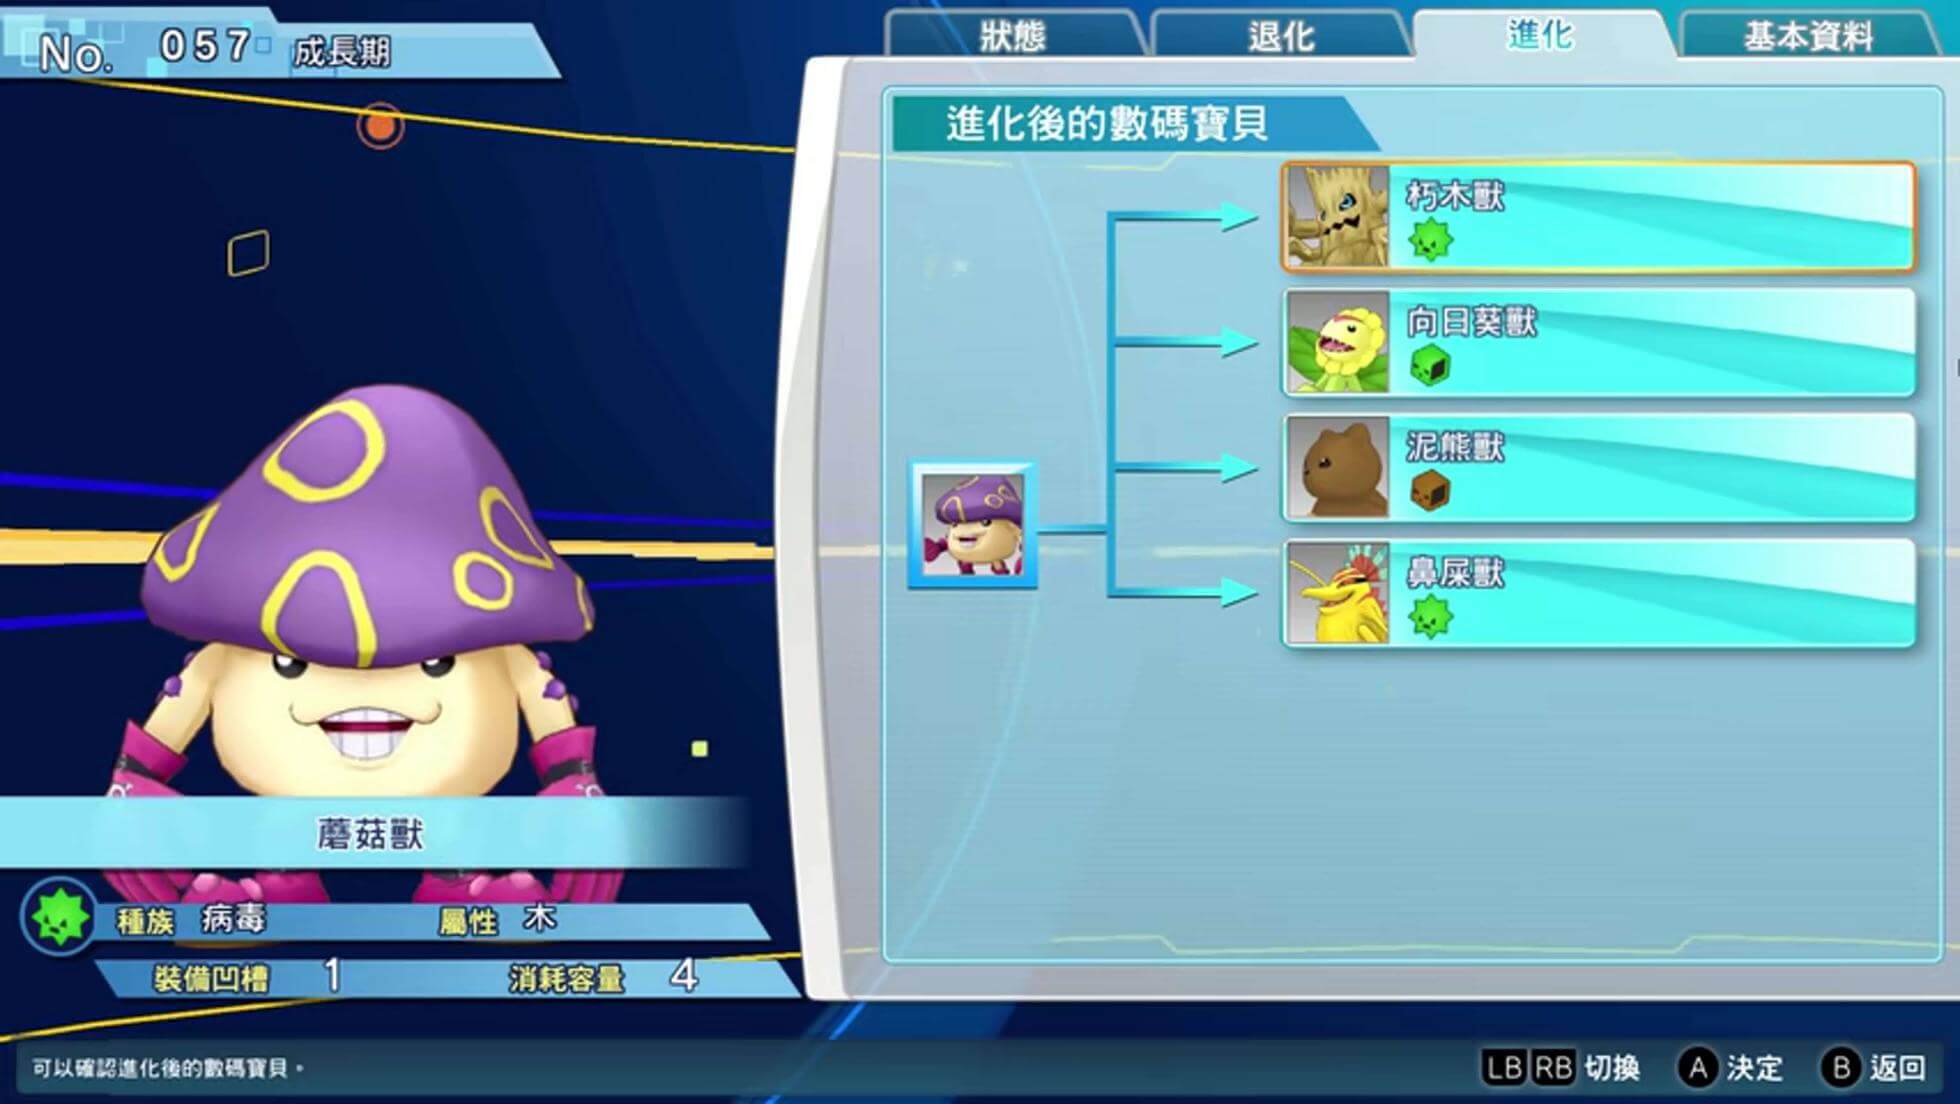 No. 057 成長期
狀態 退化 進化 基本資料
進化後的數碼寶貝
朽木獸
向日葵獸
泥熊獸
鼻屎獸
蘑菇獸
種族 病毒 屬性 木
裝備凹槽 1 消耗容量 4
可以確認進化後的數碼寶貝。
LB RB 切換 A 決定 B 返回